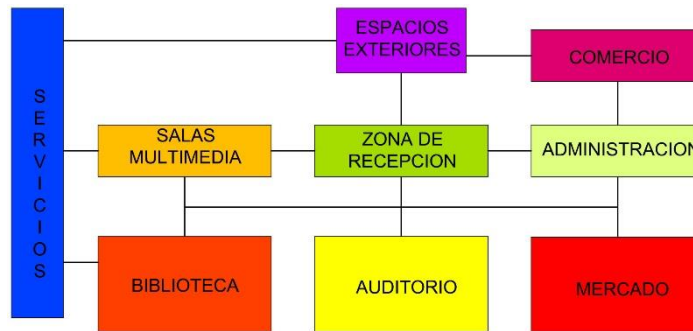 SERVICIOS
ESPACIOS
EXTERIORES
COMERCIO
SALAS
MULTIMEDIA
ZONA DE
RECEPCION
ADMINISTRACION
BIBLIOTECA
AUDITORIO
MERCADO